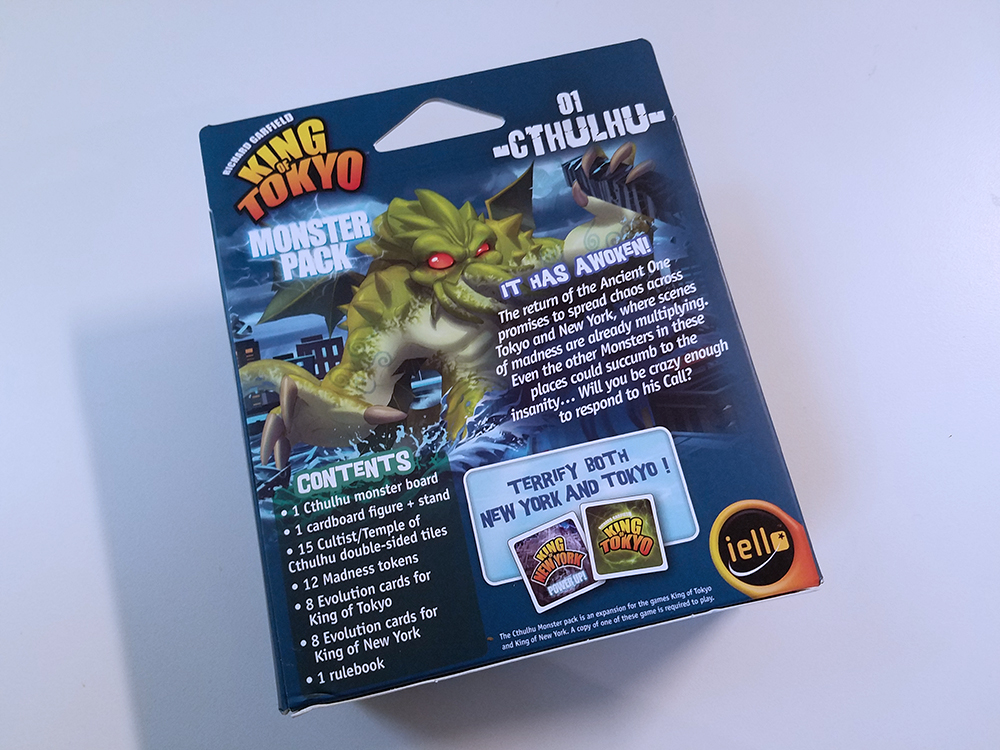 RICHARD GARFIELD
KING
OF
TOKYO
MONSTER
PACK
01
-CTHULHU-
IT HAS AWOKEN!
The return of the Ancient One
promises to spread chaos across
Tokyo and New York, where scenes
of madness are already multiplying.
Even the other Monsters in these
places could succumb to the
insanity... Will you be crazy enough
to respond to his Call?
CONTENTS
• 1 Cthulhu monster board
• 1 cardboard figure + stand
• 15 Cultist/Temple of
Cthulhu double-sided tiles
• 12 Madness tokens
• 8 Evolution cards for
King of Tokyo
• 8 Evolution cards for
King of New York
• 1 rulebook
TERRIFY BOTH
NEW YORK AND TOKYO !
KING
OF
NEW YORK
POWER UP!
RICHARD GARFIELD
KING
OF
TOKYO
iello
The Cthulhu Monster pack is an expansion for the games King of Tokyo
and King of New York. A copy of one of these game is required to play.